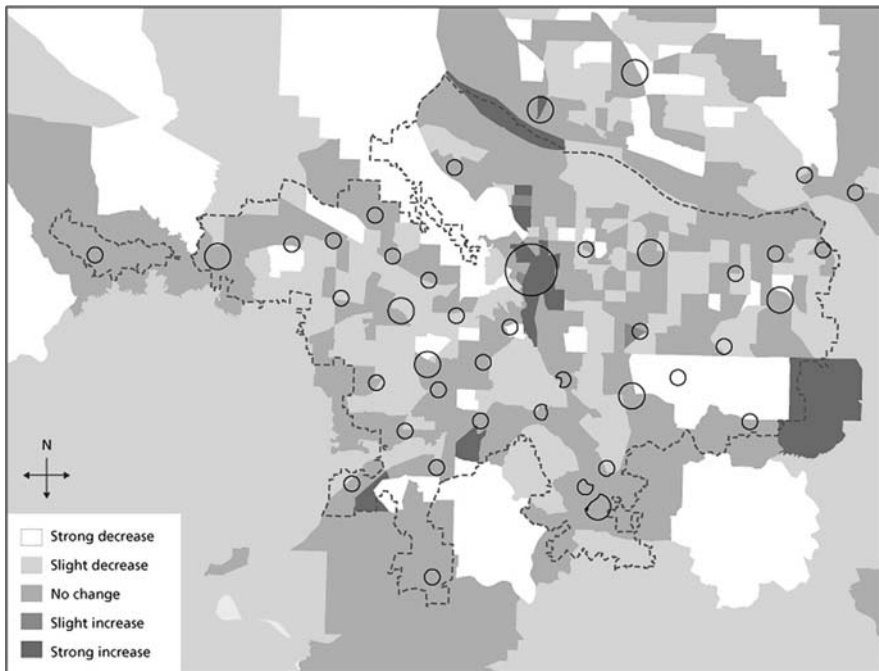 N
Strong decrease
Slight decrease
No change
Slight increase
Strong increase